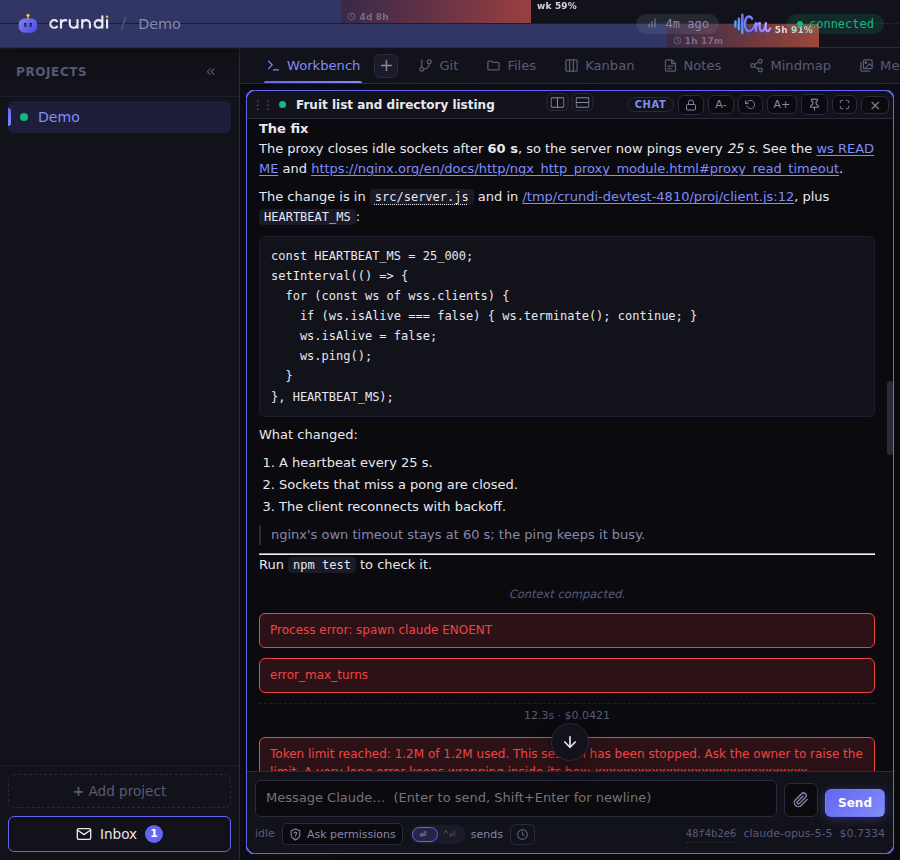 crundi / Demo
4d 8h
wk 59%
4m ago
5h 91%
connected
1h 17m
PROJECTS
Demo
+ Add project
Inbox 1
Workbench
Git
Files
Kanban
Notes
Mindmap
Me
Fruit list and directory listing
CHAT
A-
A+
The fix
The proxy closes idle sockets after 60 s, so the server now pings every 25 s. See the ws READ
ME and https://nginx.org/en/docs/http/ngx_http_proxy_module.html#proxy_read_timeout.
The change is in src/server.js and in /tmp/crundi-devtest-4810/proj/client.js:12, plus
HEARTBEAT_MS:
const HEARTBEAT_MS = 25_000;
setInterval(() => {
for (const ws of wss.clients) {
if (ws.isAlive === false) { ws.terminate(); continue; }
ws.isAlive = false;
ws.ping();
}
}, HEARTBEAT_MS);
What changed:
1. A heartbeat every 25 s.
2. Sockets that miss a pong are closed.
3. The client reconnects with backoff.
nginx's own timeout stays at 60 s; the ping keeps it busy.
Run npm test to check it.
Context compacted.
Process error: spawn claude ENOENT
error_max_turns
12.3s · $0.0421
Token limit reached: 1.2M of 1.2M used. This has been stopped. Ask the owner to raise the
limit. A very long error keeps wrapping inside its box:
Message Claude… (Enter to send, Shift+Enter for newline)
Send
idle
Ask permissions
sends
48f4b2e6 claude-opus-5-5 $0.7334